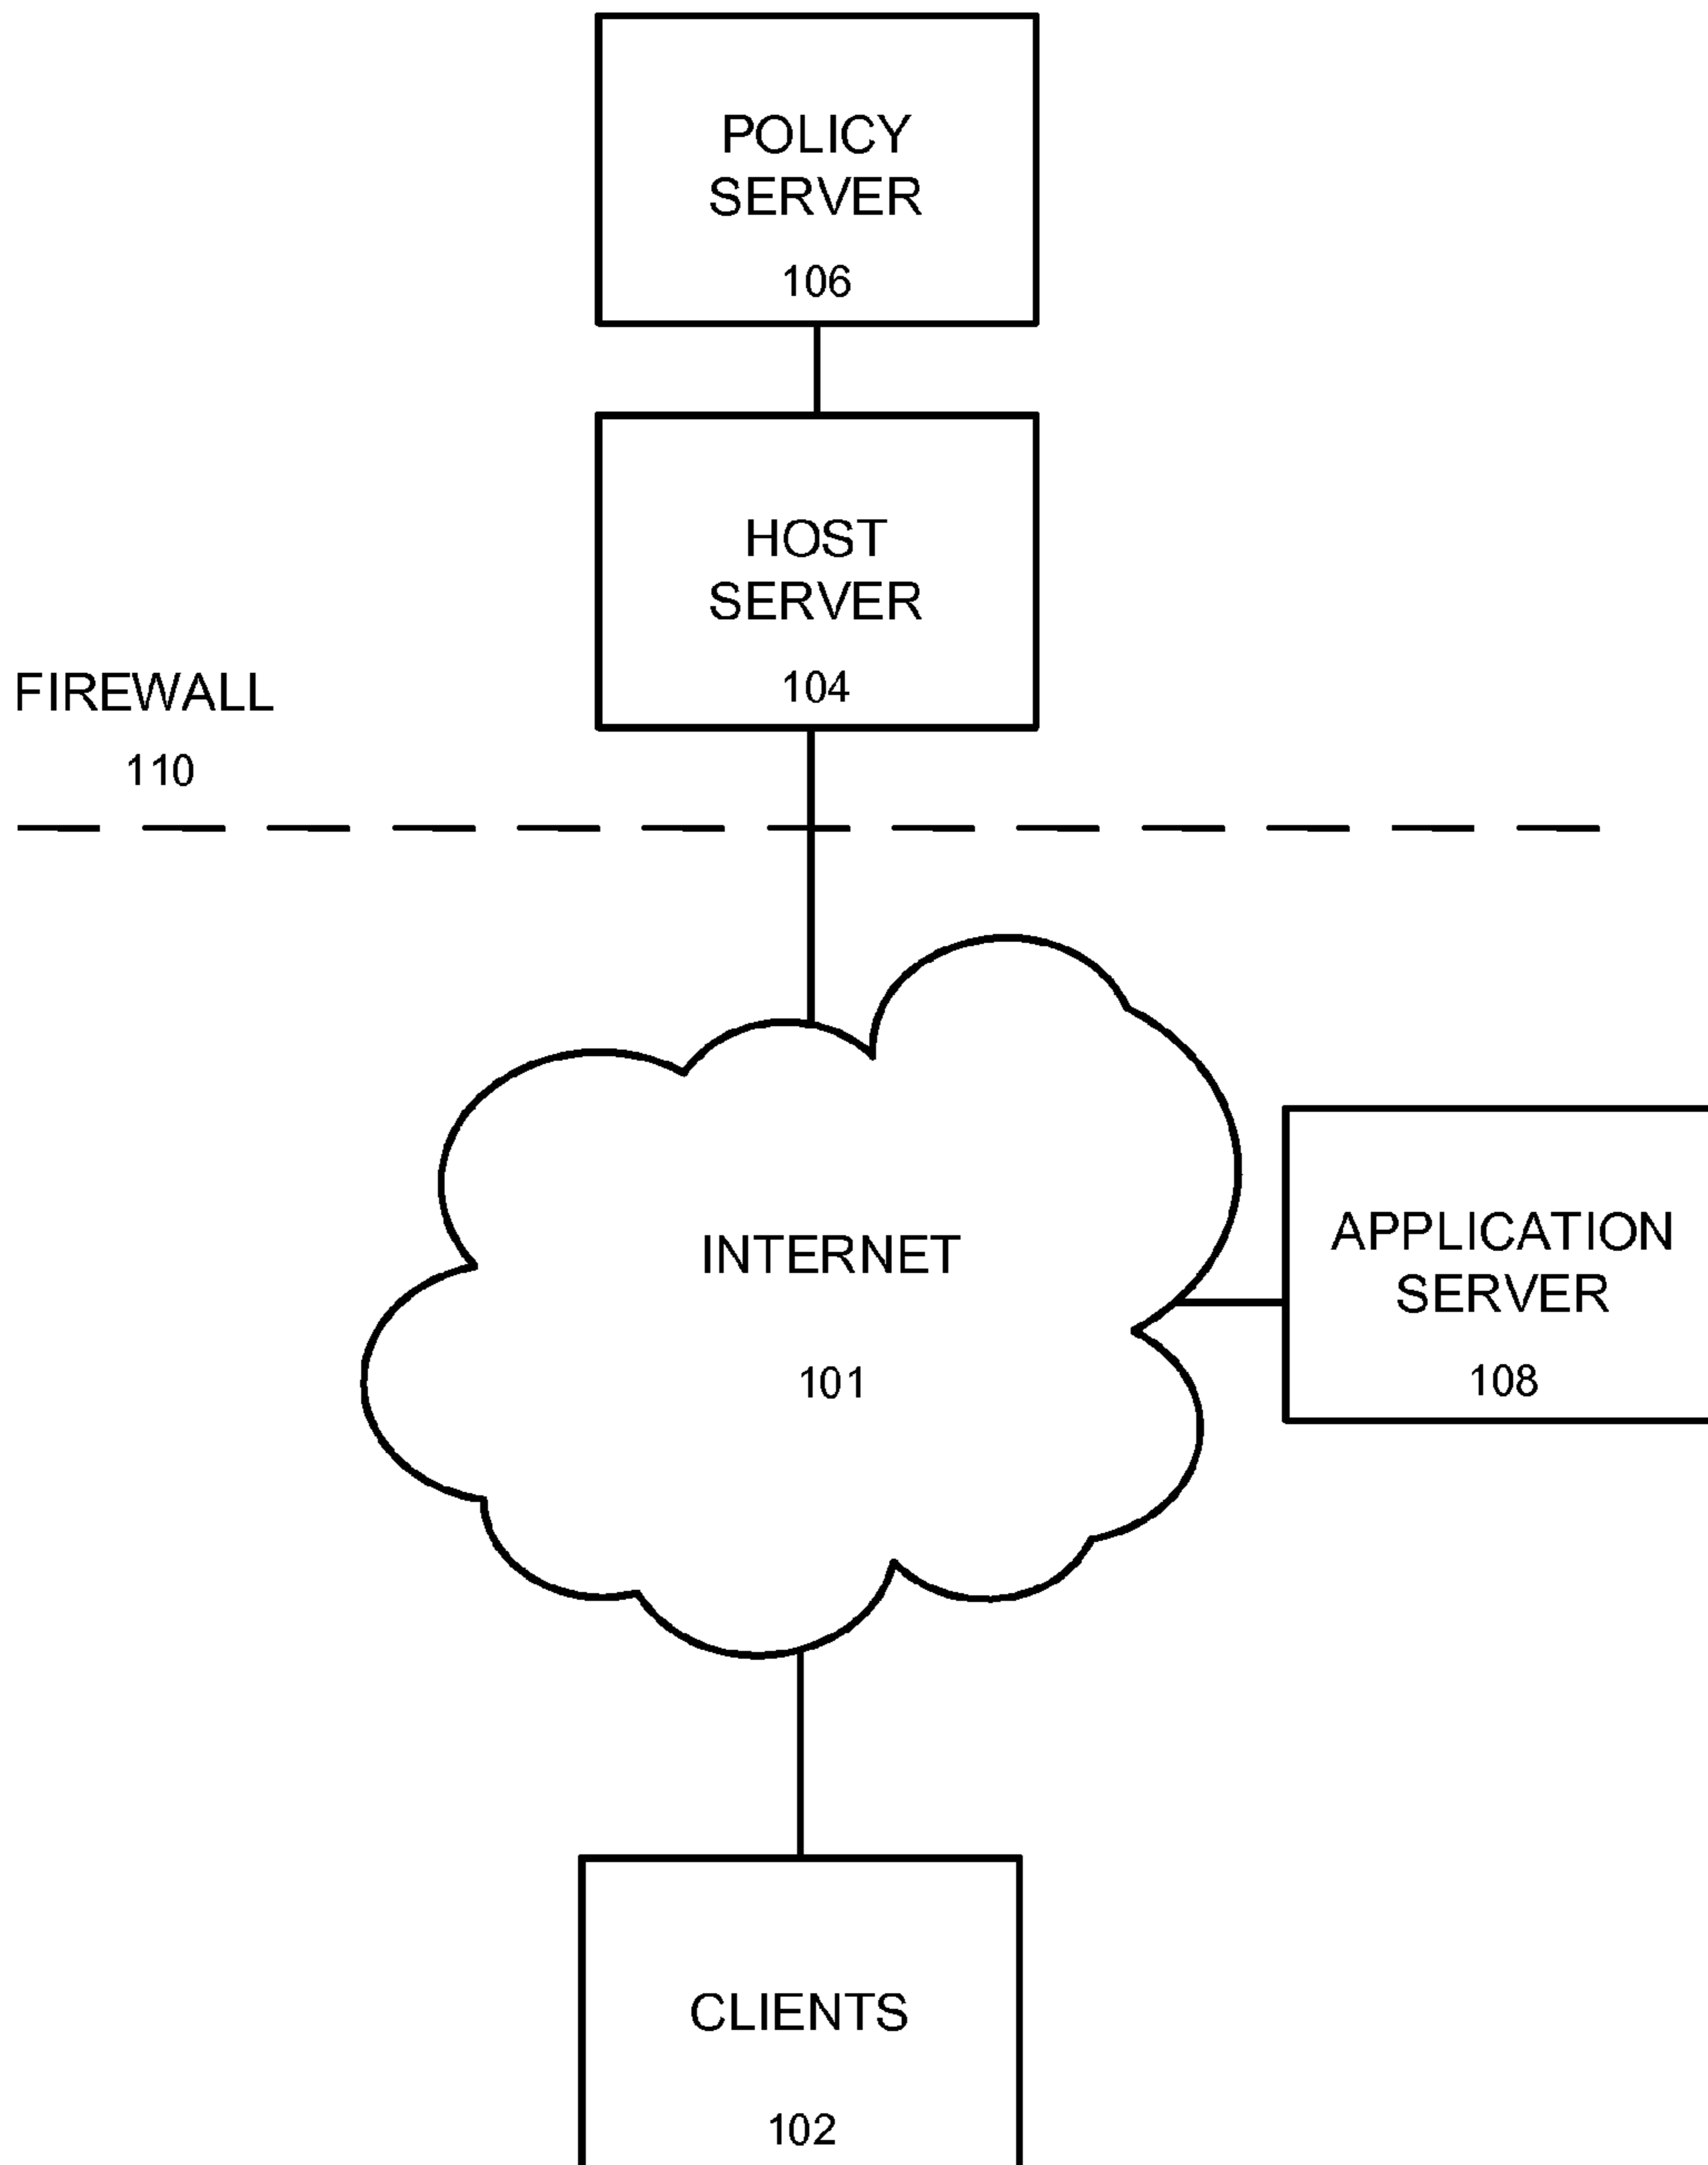 POLICY
SERVER
106
HOST
SERVER
104
FIREWALL
110
INTERNET
101
APPLICATION
SERVER
108
CLIENTS
102